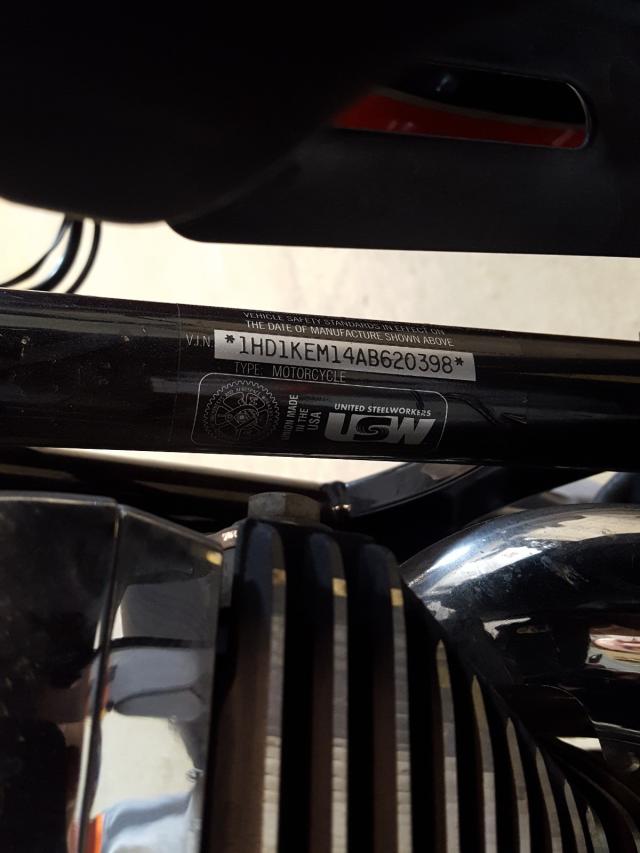 VEHICLE SAFETY STANDARDS IN EFFECT ON
THE DATE OF MANUFACTURE SHOWN ABOVE
V.I.N: *1HD1KEM14AB620398*
TYPE: MOTORCYCLE
UNION MADE
IN THE
USA
UNITED STEELWORKERS
USW